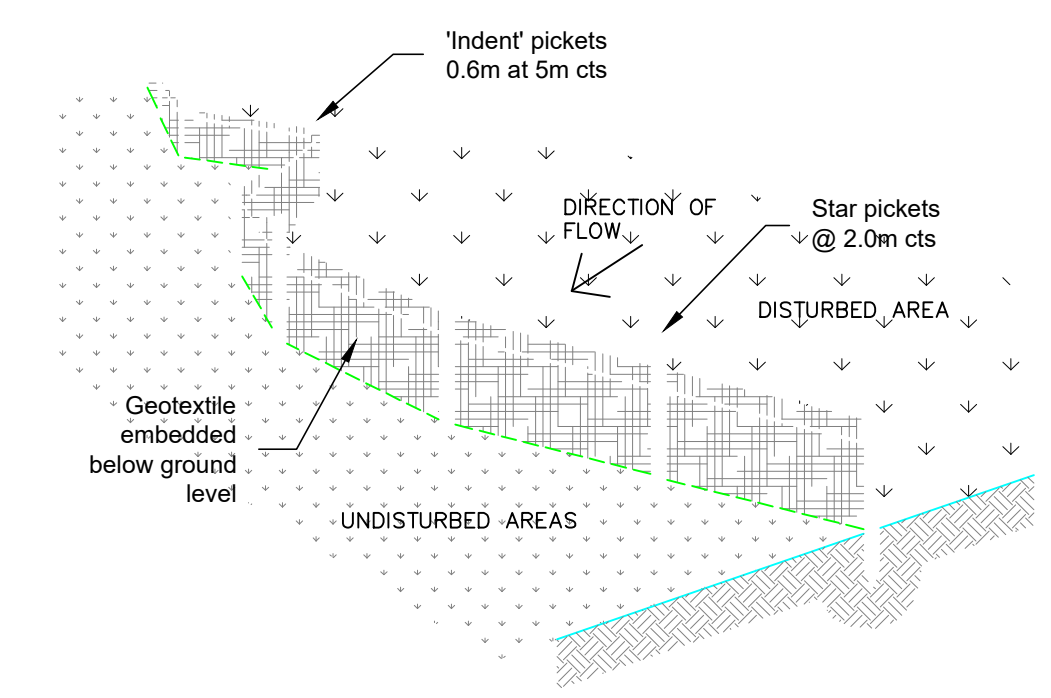 'Indent' pickets
0.6m at 5m cts
DIRECTION OF
FLOW
Star pickets
@ 2.0m cts
DISTURBED AREA
Geotextile
embedded
below ground
level
UNDISTURBED AREAS